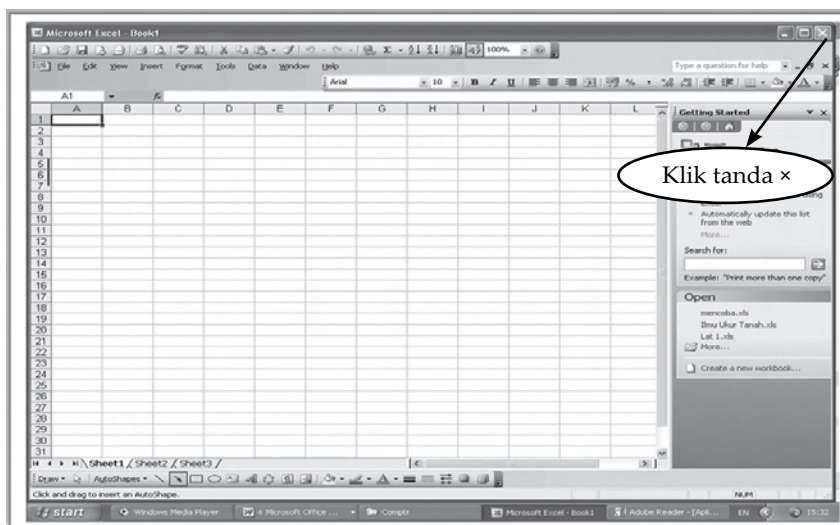 Microsoft Excel - Book1
100%
File Edit View Insert Format Tools Data Window Help
Type a question for help
Arial 10 B I U
A1 fx
A B C D E F G H I J K L
Getting Started
1
2
3
4
5
6
7
8
9
10
11
12
13
14
15
16
17
18
19
20
21
22
23
24
25
26
27
28
29
30
31
Klik tanda ×
Automatically update this list
from the web
More...
Search for:
Example: "Print more than one copy"
Open
mencoba.xls
Ilmu Ukur Tanah.xls
Lat 1.xls
More...
Create a new workbook...
Sheet1 / Sheet2 / Sheet3 /
Draw AutoShapes
Click and drag to insert an AutoShape.
NUM
start Windows Media Player 4 Microsoft Office ... Comptr Microsoft Excel - Book1 Adobe Reader - [Apli... EN 15:32